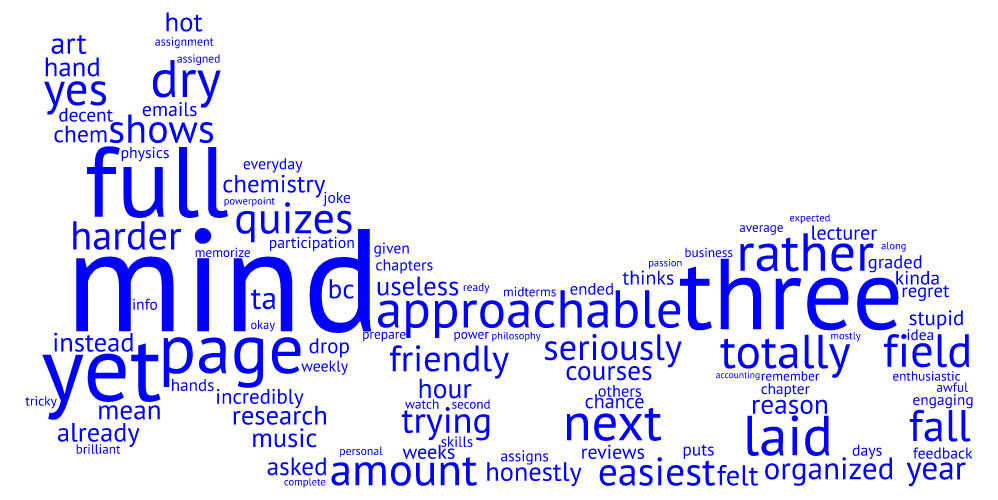 hot
art
assignment
hand
assigned
yes
dry
decent
emails
chem
shows
physics
full
everyday
chemistry
powerpoint
joke
quizes
harder
participation
memorize
given
mind
chapters
info
ta
bc
okay
useless
ready
approachable
midterms
ended
thinks
passion
business
three
expected
average
lecturer
rather
along
graded
kinda
regret
stupid
prepare
power
philosophy
instead
yet
page
drop
weekly
friendly
seriously
totally
mostly
idea
field
hands
tricky
mean
incredibly
research
already
music
brilliant
hour
courses
others
chance
watch
second
trying
next
accounting
remember
chapter
reason
laid
enthusiastic
awful
engaging
fall
skills
personal
weeks
assigns
reviews
puts
days
feedback
asked
complete
amount
honestly
easiest
felt
organized
year